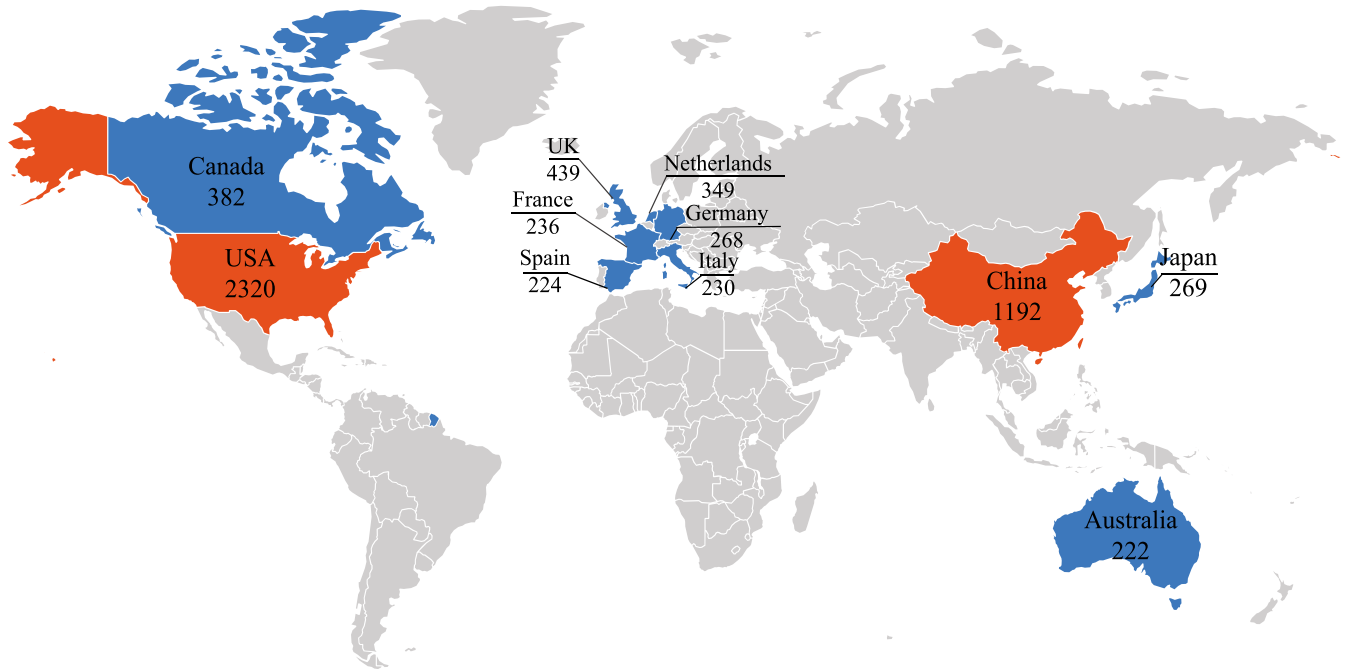 Canada
382
USA
2320
UK
439
France
236
Spain
224
Netherlands
349
Germany
268
Italy
230
China
1192
Japan
269
Australia
222